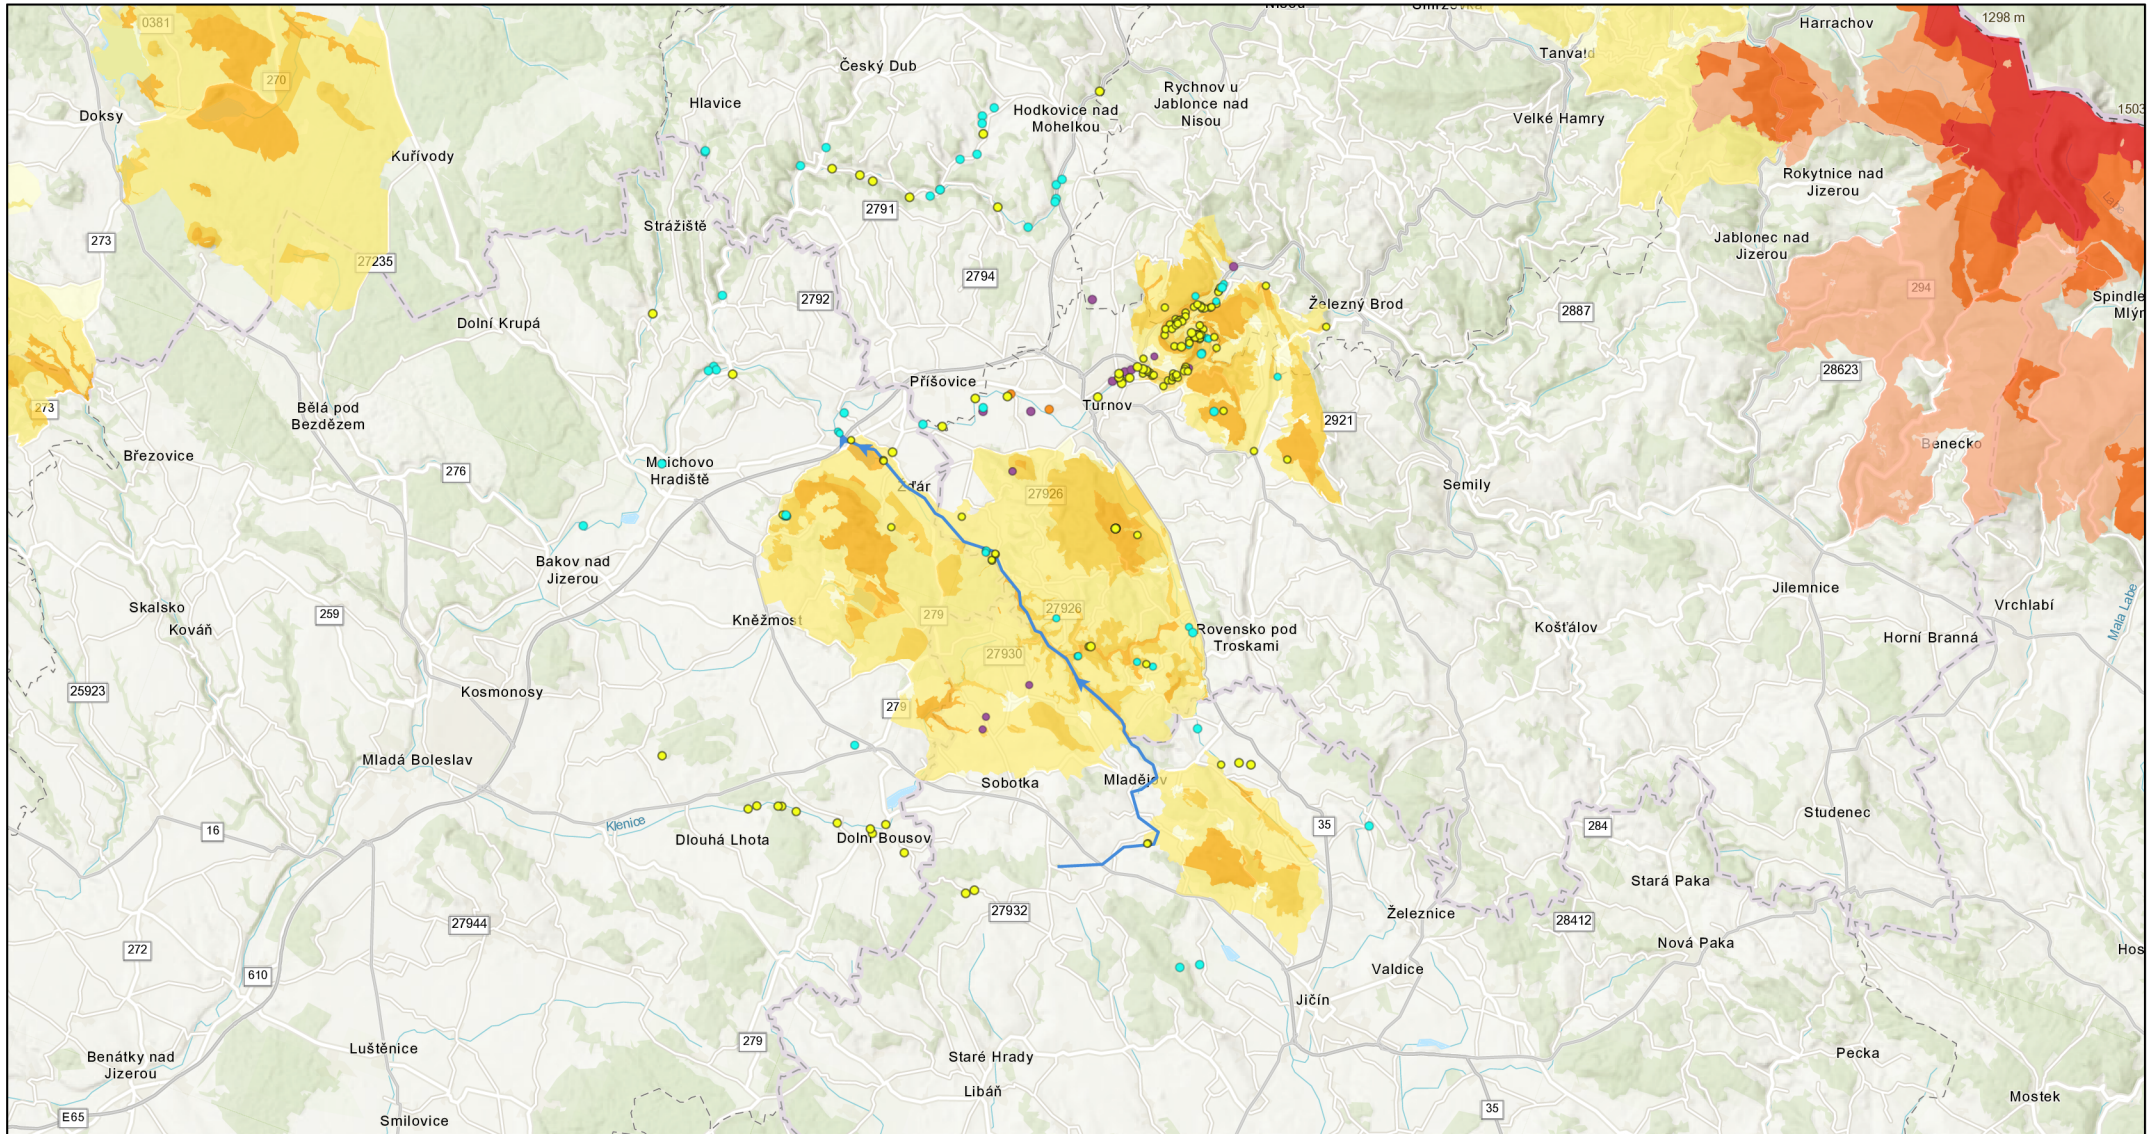 0381
1298 m
Harrachov
Tanvald
Český Dub
270
Rychnov u
Jablonce nad
Nisou
Hlavice
Hodkovice nad
Mohelkou
Doksy
1503
Velké Hamry
Kuřívody
Rokytnice nad
Jizerou
2791
Strážiště
273
Jablonec nad
Jizerou
27235
2794
294
Spindle
Mlýn
2792
Železný Brod
2887
Dolní Krupá
28623
Příšovice
273
Bělá pod
Bezdězem
Turnov
2921
Benecko
Březovice
276
Mnichovo
Hradiště
Žďár
27926
Semily
Bakov nad
Jizerou
Jilemnice
Skalsko
Kováň
259
Kněžmost
279
27926
Rovensko pod
Troskami
Košťálov
Vrchlabí
Mala Labe
Horní Branná
27930
25923
Kosmonosy
279
Mladá Boleslav
Sobotka
Mladějov
16
Klenice
Dlouhá Lhota
Dolní Bousov
35
284
Studenec
Stará Paka
27944
27932
Železnice
28412
Nová Paka
272
610
Valdice
Hos
Jičín
279
Luštěnice
Benátky nad
Jizerou
Staré Hrady
Pecka
Libáň
Mostek
E65
Smilovice
35